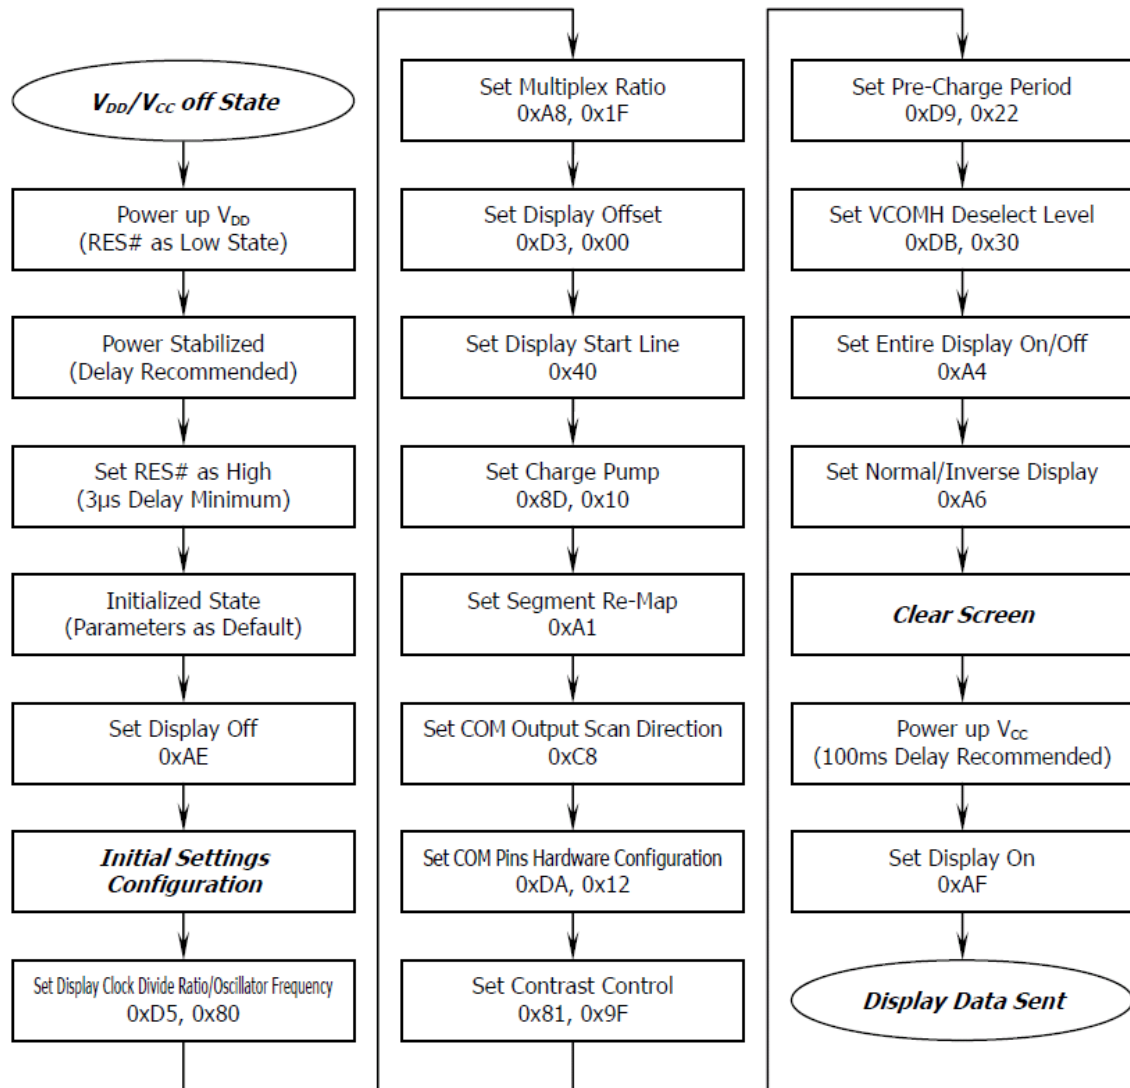 V_DD/V_CC off State
Power up V_DD
(RES# as Low State)
Power Stabilized
(Delay Recommended)
Set RES# as High
(3µs Delay Minimum)
Initialized State
(Parameters as Default)
Set Display Off
0xAE
Initial Settings
Configuration
Set Display Clock Divide Ratio/Oscillator Frequency
0xD5, 0x80
Set Multiplex Ratio
0xA8, 0x1F
Set Display Offset
0xD3, 0x00
Set Display Start Line
0x40
Set Charge Pump
0x8D, 0x10
Set Segment Re-Map
0xA1
Set COM Output Scan Direction
0xC8
Set COM Pins Hardware Configuration
0xDA, 0x12
Set Contrast Control
0x81, 0x9F
Set Pre-Charge Period
0xD9, 0x22
Set VCOMH Deselect Level
0xDB, 0x30
Set Entire Display On/Off
0xA4
Set Normal/Inverse Display
0xA6
Clear Screen
Power up V_CC
(100ms Delay Recommended)
Set Display On
0xAF
Display Data Sent